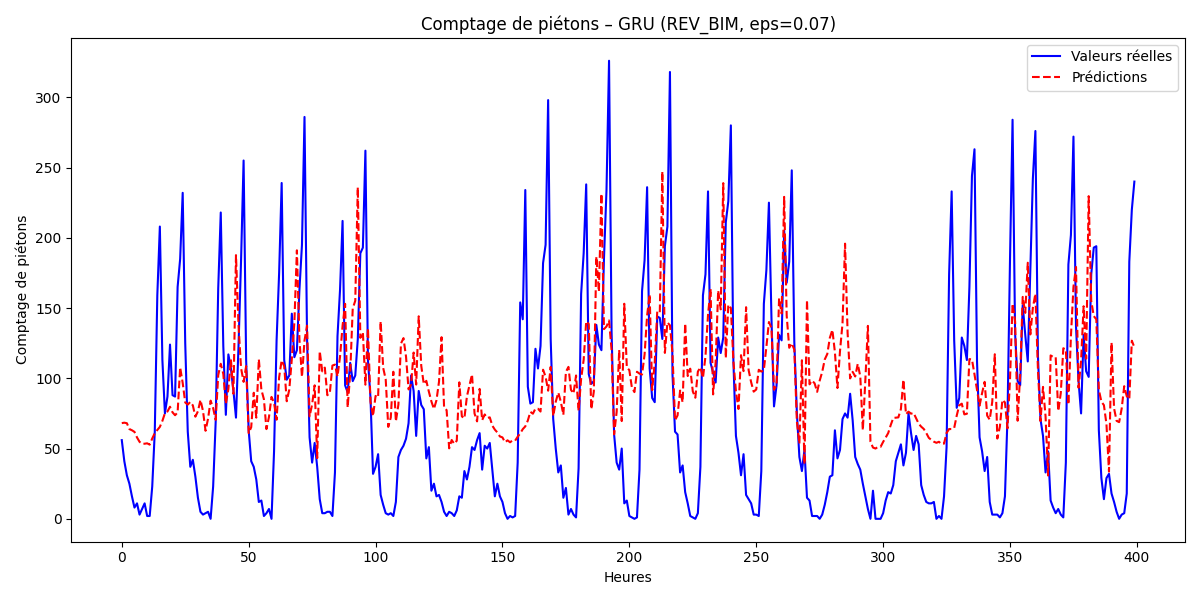 Comptage de piétons – GRU (REV_BIM, eps=0.07)
Valeurs réelles
Prédictions
Comptage de piétons
300
250
200
150
100
50
0
0 50 100 150 200 250 300 350 400
Heures